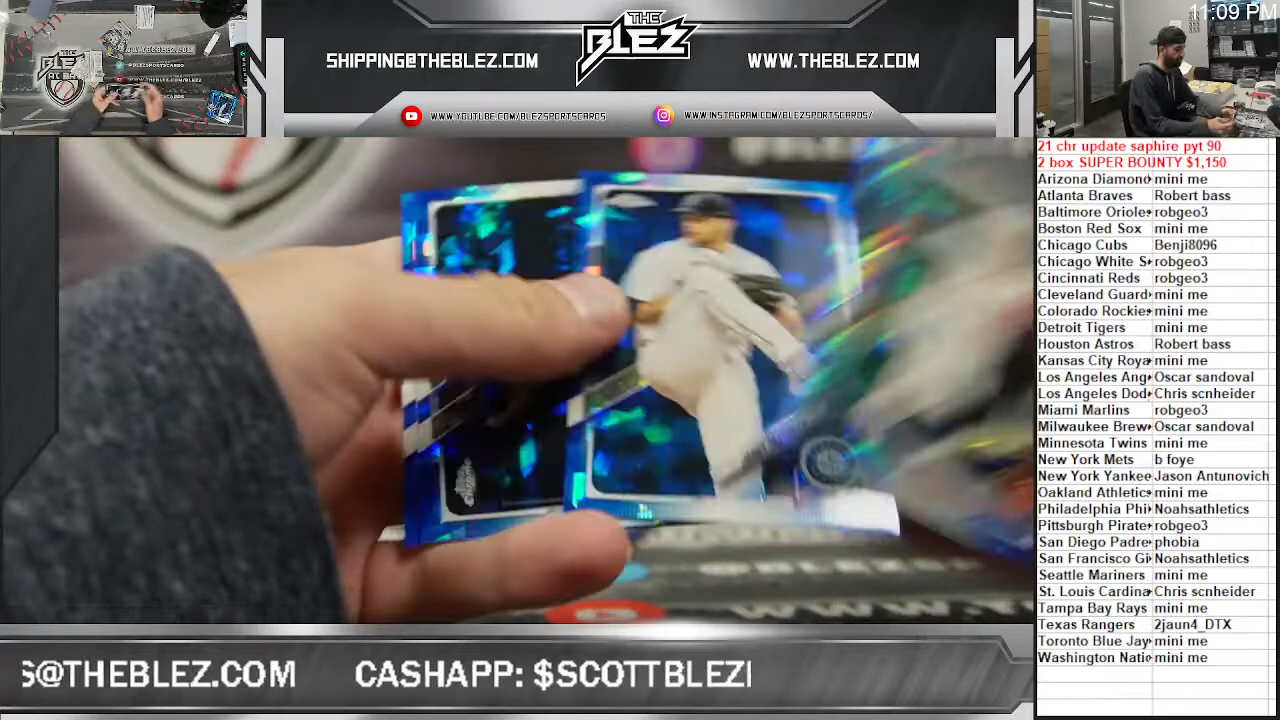 11:09 PM
THE
BLEZ
SHIPPING@THEBLEZ.COM
WWW.THEBLEZ.COM
WWW.YOUTUBE.COM/BLEZSPORTSCARDS
WWW.INSTAGRAM.COM/BLEZSPORTSCARDS/
21 chr update saphire pyt 90
2 box SUPER BOUNTY $1,150
Arizona Diamond mini me
Atlanta Braves Robert bass
Baltimore Oriole robgeo3
Boston Red Sox mini me
Chicago Cubs Benji8096
Chicago White S robgeo3
Cincinnati Reds robgeo3
Cleveland Guard mini me
Colorado Rockie mini me
Detroit Tigers mini me
Houston Astros Robert bass
Kansas City Roya mini me
Los Angeles Ang Oscar sandoval
Los Angeles Dod Chris scnheider
Miami Marlins robgeo3
Milwaukee Brew Oscar sandoval
Minnesota Twins mini me
New York Mets b foye
New York Yankee Jason Antunovich
Oakland Athletic mini me
Philadelphia Phi Noahsathletics
Pittsburgh Pirate robgeo3
San Diego Padre phobia
San Francisco Gi Noahsathletics
Seattle Mariners mini me
St. Louis Cardina Chris scnheider
Tampa Bay Rays mini me
Texas Rangers 2jaun4_DTX
Toronto Blue Jay mini me
Washington Natio mini me
S@THEBLEZ.COM CASHAPP: $SCOTTBLEZ